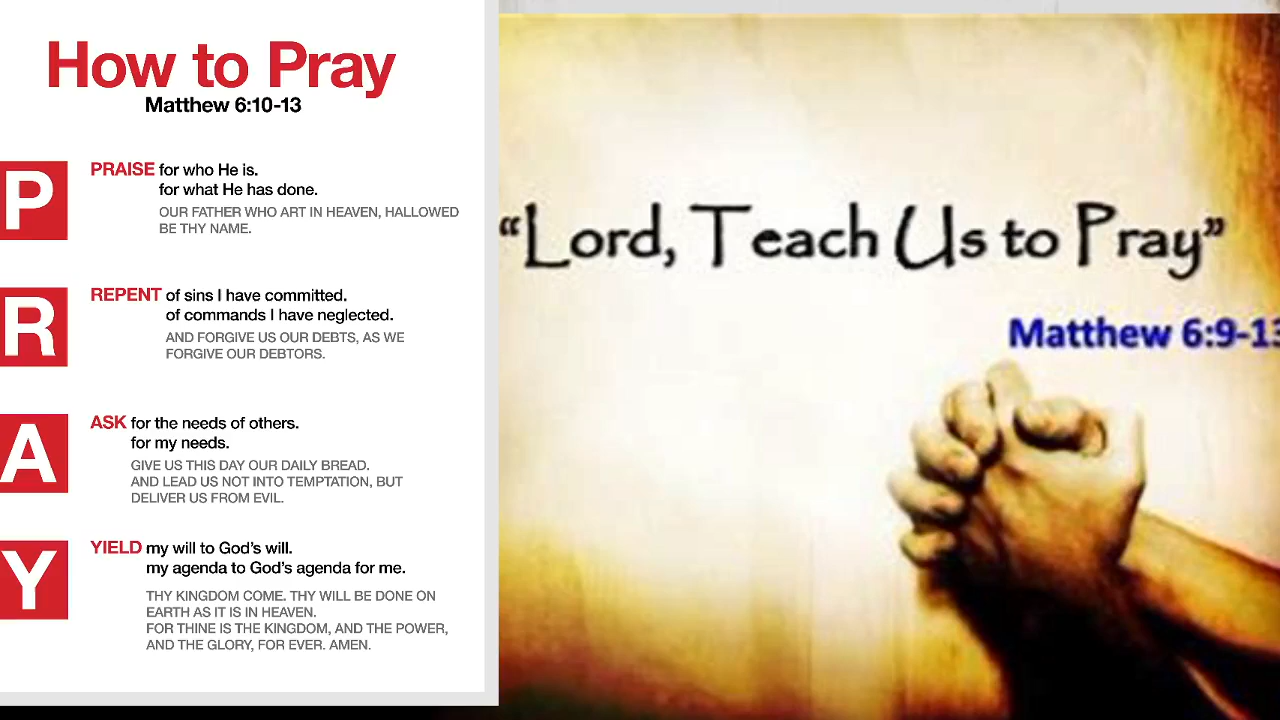 How to Pray
Matthew 6:10-13
P
PRAISE for who He is.
for what He has done.
OUR FATHER WHO ART IN HEAVEN, HALLOWED
BE THY NAME.
R
REPENT of sins I have committed.
of commands I have neglected.
AND FORGIVE US OUR DEBTS, AS WE
FORGIVE OUR DEBTORS.
A
ASK for the needs of others.
for my needs.
GIVE US THIS DAY OUR DAILY BREAD.
AND LEAD US NOT INTO TEMPTATION, BUT
DELIVER US FROM EVIL.
Y
YIELD my will to God's will.
my agenda to God's agenda for me.
THY KINGDOM COME. THY WILL BE DONE ON
EARTH AS IT IS IN HEAVEN.
FOR THINE IS THE KINGDOM, AND THE POWER,
AND THE GLORY, FOR EVER. AMEN.
“Lord, Teach Us to Pray”
Matthew 6:9-13